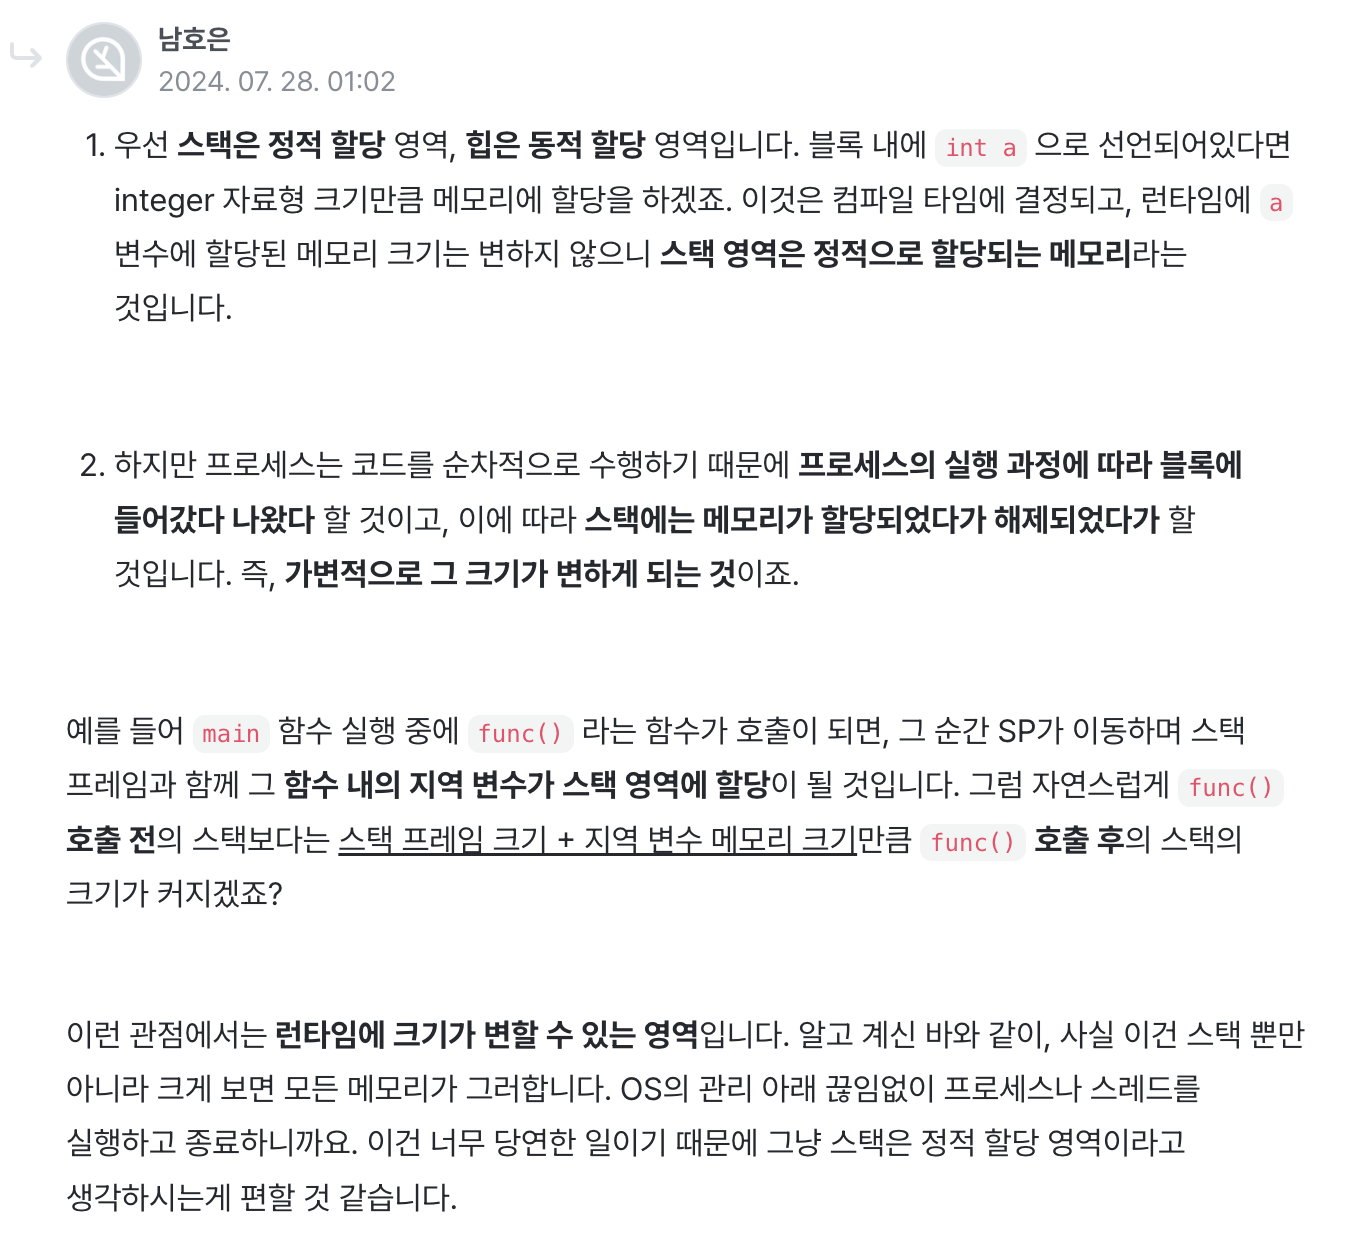 남호은
2024. 07. 28. 01:02
1. 우선 스택은 정적 할당 영역, 힙은 동적 할당 영역입니다. 블록 내에 int a 으로 선언되어있다면
integer 자료형 크기만큼 메모리에 할당을 하겠죠. 이것은 컴파일 타임에 결정되고, 런타임에 a
변수에 할당된 메모리 크기는 변하지 않으니 스택 영역은 정적으로 할당되는 메모리라는
것입니다.
2. 하지만 프로세스는 코드를 순차적으로 수행하기 때문에 프로세스의 실행 과정에 따라 블록에
들어갔다 나왔다 할 것이고, 이에 따라 스택에는 메모리가 할당되었다가 해제되었다가 할
것입니다. 즉, 가변적으로 그 크기가 변하게 되는 것이죠.
예를 들어 main 함수 실행 중에 func() 라는 함수가 호출이 되면, 그 순간 SP가 이동하며 스택
프레임과 함께 그 함수 내의 지역 변수가 스택 영역에 할당이 될 것입니다. 그럼 자연스럽게 func()
호출 전의 스택보다는 스택 프레임 크기 + 지역 변수 메모리 크기만큼 func() 호출 후의 스택의
크기가 커지겠죠?
이런 관점에서는 런타임에 크기가 변할 수 있는 영역입니다. 알고 계신 바와 같이, 사실 이건 스택 뿐만
아니라 크게 보면 모든 메모리가 그러합니다. OS의 관리 아래 끊임없이 프로세스나 스레드를
실행하고 종료하니까요. 이건 너무 당연한 일이기 때문에 그냥 스택은 정적 할당 영역이라고
생각하시는게 편할 것 같습니다.